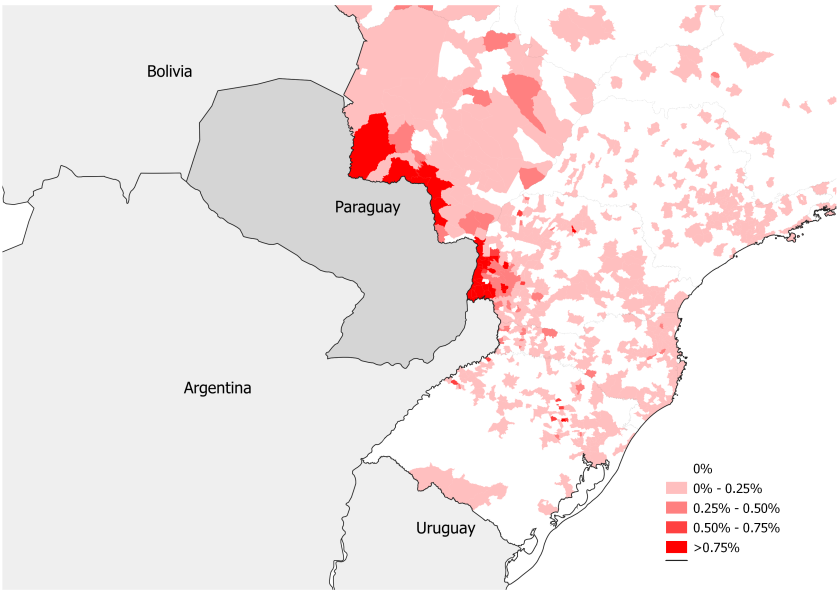 Bolivia
Paraguay
Argentina
Uruguay
0%
0% - 0.25%
0.25% - 0.50%
0.50% - 0.75%
>0.75%